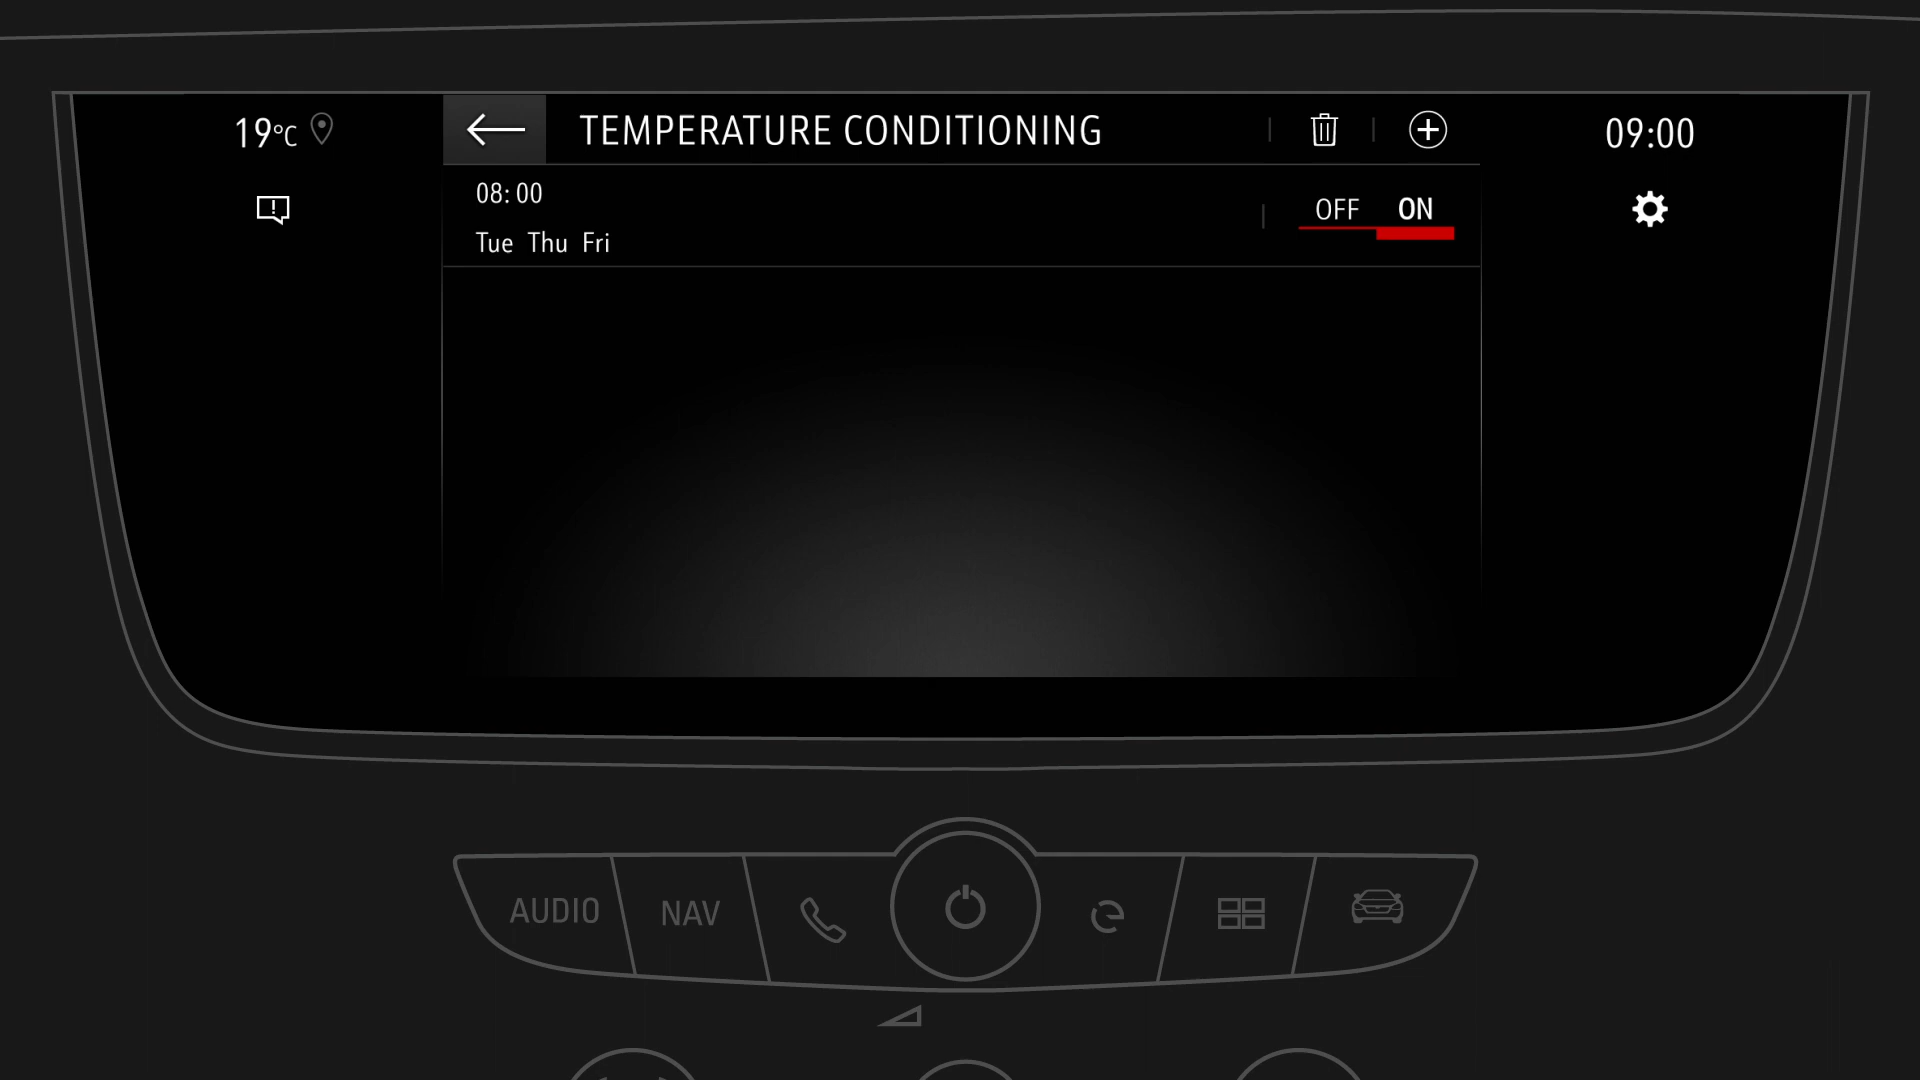 19°C
TEMPERATURE CONDITIONING
09:00
08:00
OFF ON
Tue Thu Fri
AUDIO
NAV